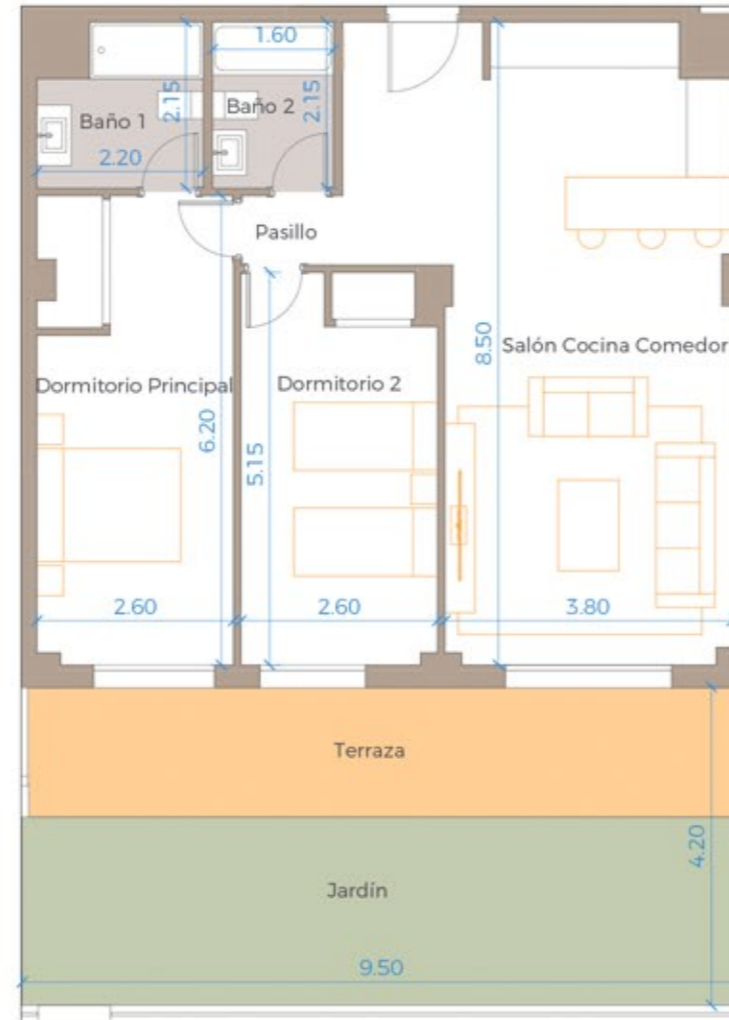 1.60
2.15
2.15
Baño 1
Baño 2
2.20
Pasillo
8.50
Salón Cocina Comedor
Dormitorio Principal
Dormitorio 2
6.20
5.15
2.60
2.60
3.80
Terraza
4.20
Jardín
9.50